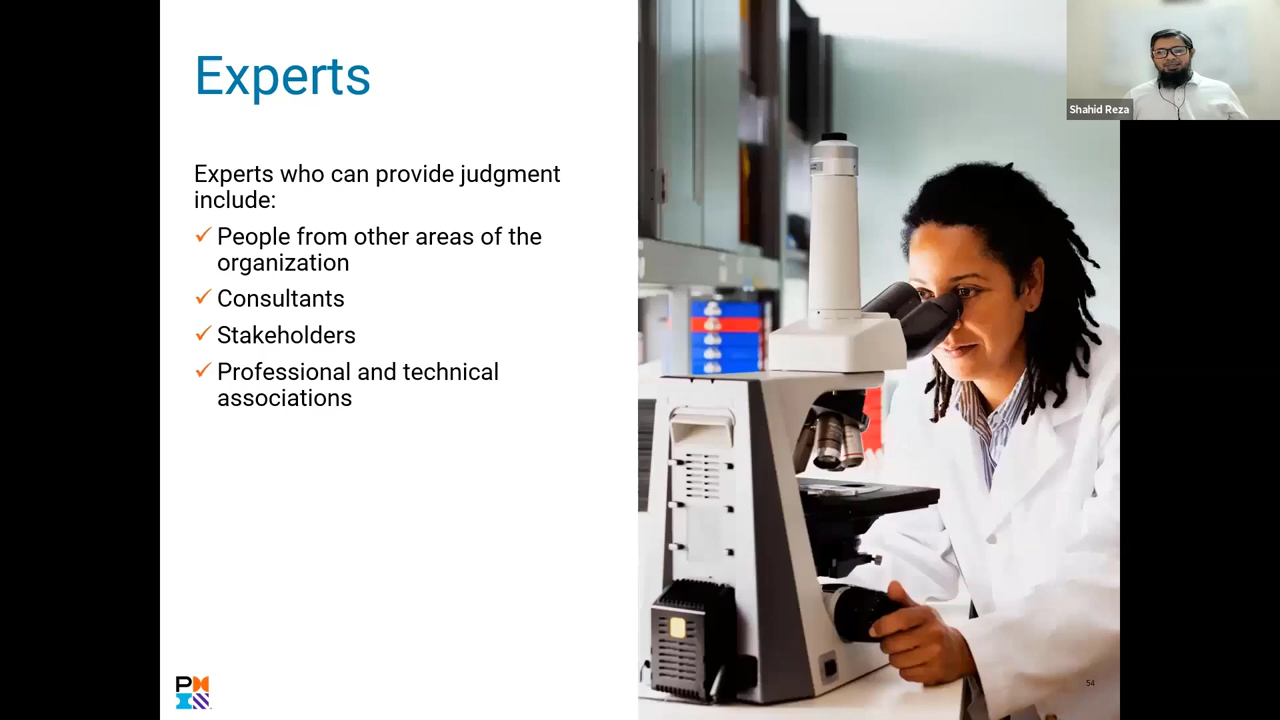 Experts
Experts who can provide judgment
include:
People from other areas of the
organization
Consultants
Stakeholders
Professional and technical
associations
Shahid Reza
54